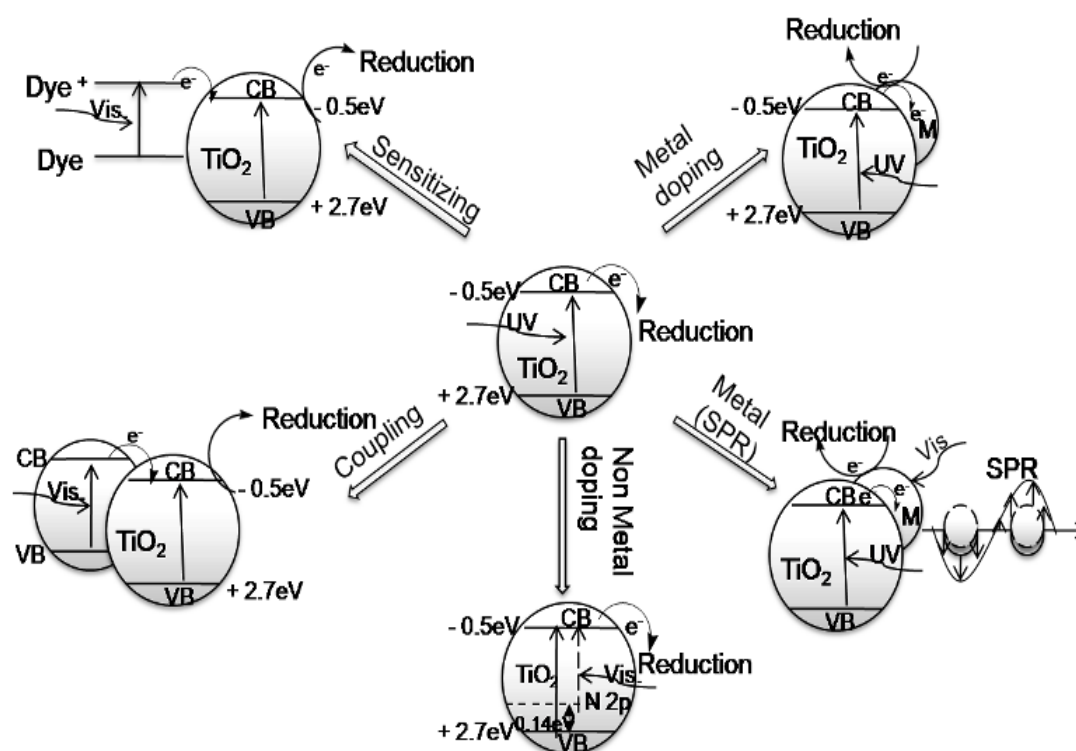 Reduction
Dye +
e-
CB
e-
- 0.5eV
Vis.
Dye
TiO2
VB
+ 2.7eV
Sensitizing
Reduction
e-
- 0.5eV
CB
e-
M
TiO2
UV
+ 2.7eV
VB
Metal
doping
- 0.5eV
CB
e-
UV
Reduction
TiO2
+ 2.7eV
VB
Reduction
CB
e-
CB
- 0.5eV
Vis.
TiO2
VB
VB
+ 2.7eV
Coupling
Non Metal
doping
Metal
(SPR)
Reduction
Vis
e-
SPR
CB e
e-
M
TiO2
UV
VB
- 0.5eV
CB
e-
Reduction
TiO2
Vis.
N 2p
0.14eV
+ 2.7eV
VB